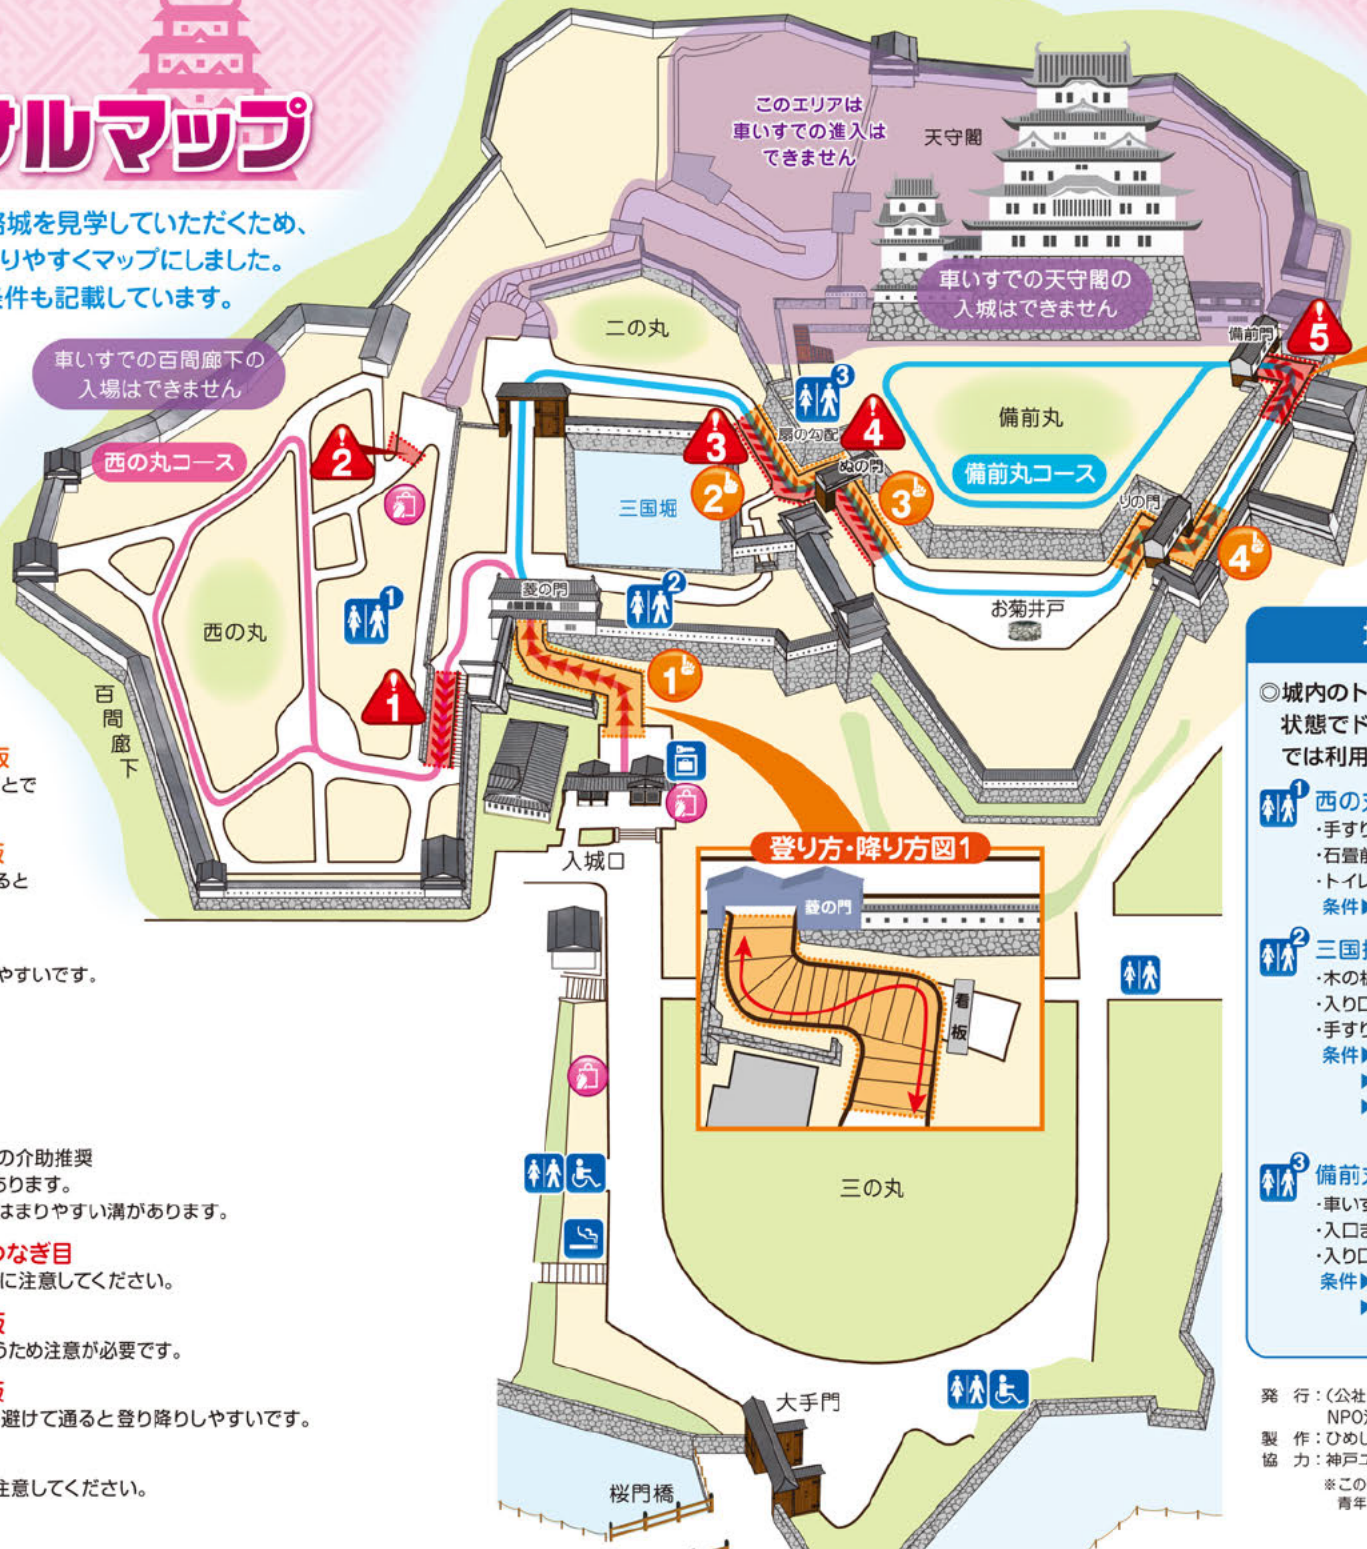 サルマップ
路城を見学していただくため、
りやすくマップにしました。
条件も記載しています。
このエリアは
車いすでの進入は
できません
天守閣
車いすでの天守閣の
入城はできません
車いすでの百間廊下の
入場はできません
二の丸
備前門
5
3
扇の勾配
4
3
ぬの門
備前丸
備前丸コース
西の丸コース
2
2
3
三国堀
りの門
4
お菊井戸
菱の門
2
1
西の丸
1
1
百間廊下
入城口
登り方・降り方図1
菱の門
看板
三の丸
大手門
桜門橋
坂
とで
坂
ると
やすいです。
の介助推奨
あります。
はまりやすい溝があります。
つなぎ目
に注意してください。
坂
うため注意が必要です。
坂
避けて通ると登り降りしやすいです。
注意してください。
◎城内のト
状態でド
では利用
1
西の丸
・手すり
・石畳前
・トイレ
条件▶
2
三国堀
・木の板
・入り口
・手すり
条件▶
▶
▶
3
備前丸
・車いす
・入口ま
・入り口
条件▶
▶
発 行:(公社
NPO法
製 作:ひめじ
協 力:神戸ユ
※この
青年